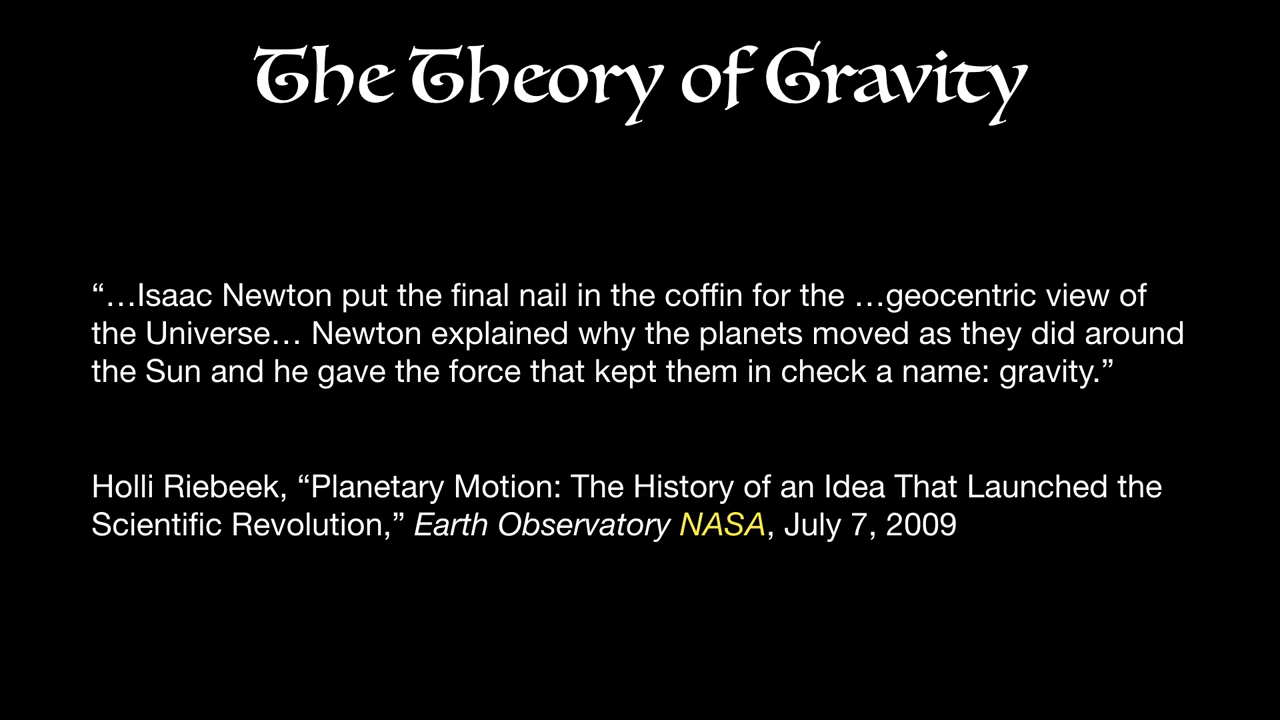 The Theory of Gravity
“…Isaac Newton put the final nail in the coffin for the …geocentric view of
the Universe… Newton explained why the planets moved as they did around
the Sun and he gave the force that kept them in check a name: gravity.”
Holli Riebeek, “Planetary Motion: The History of an Idea That Launched the
Scientific Revolution,” Earth Observatory NASA, July 7, 2009